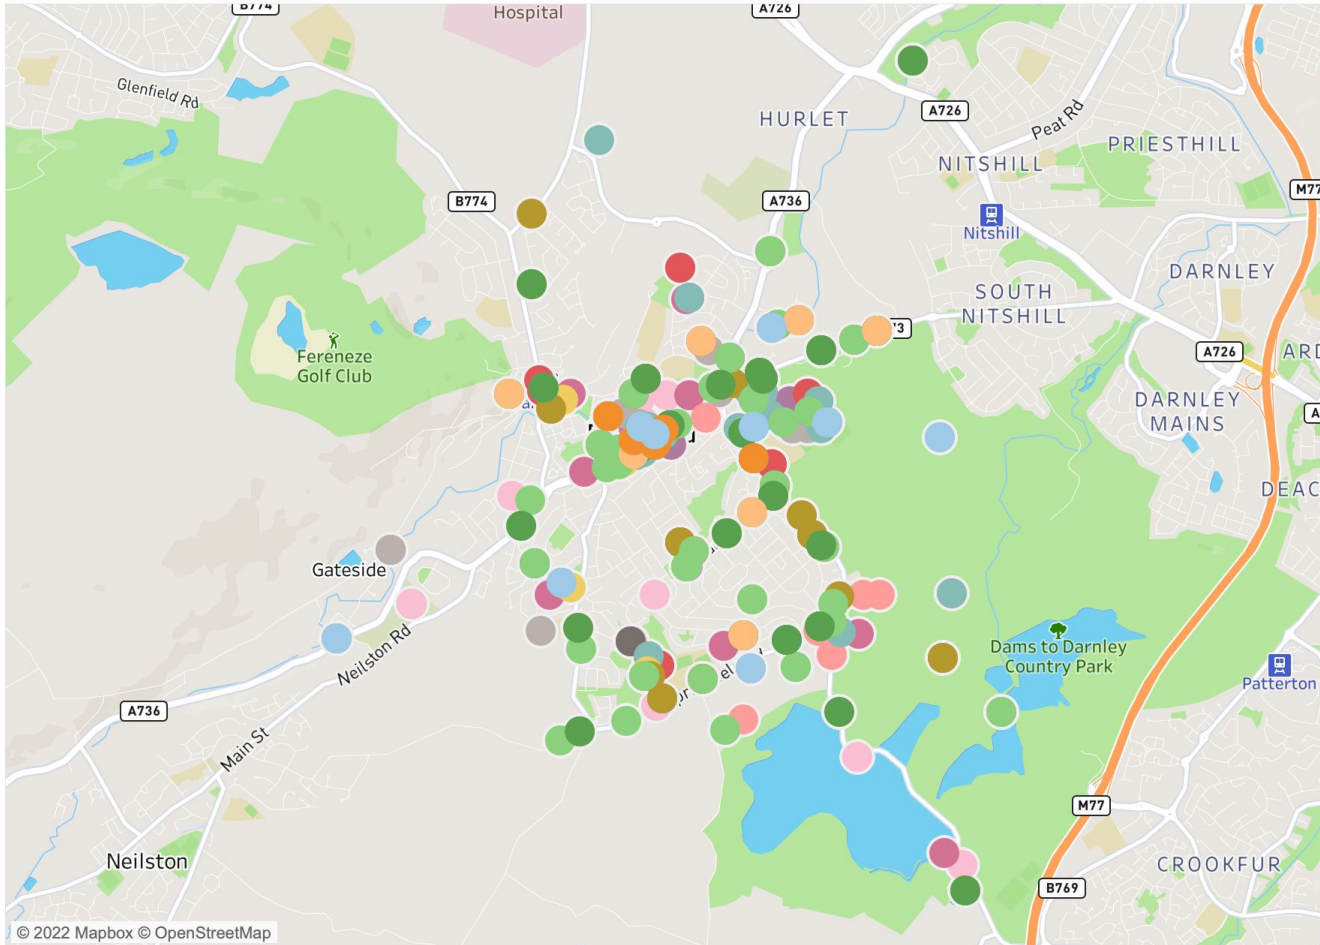 B774
Hospital
A726
Glenfield Rd
HURLET
A726
Peat Rd
PRIESTHILL
NITSHILL
B774
A736
M77
Nitshill
DARNLEY
SOUTH
NITSHILL
Fereneze
Golf Club
A726
DARNLEY
MAINS
Gateside
Neilston Rd
Dams to Darnley
Country Park
Patterton
A736
Main St
M77
Neilston
CROOKFUR
B769
© 2022 Mapbox © OpenStreetMap